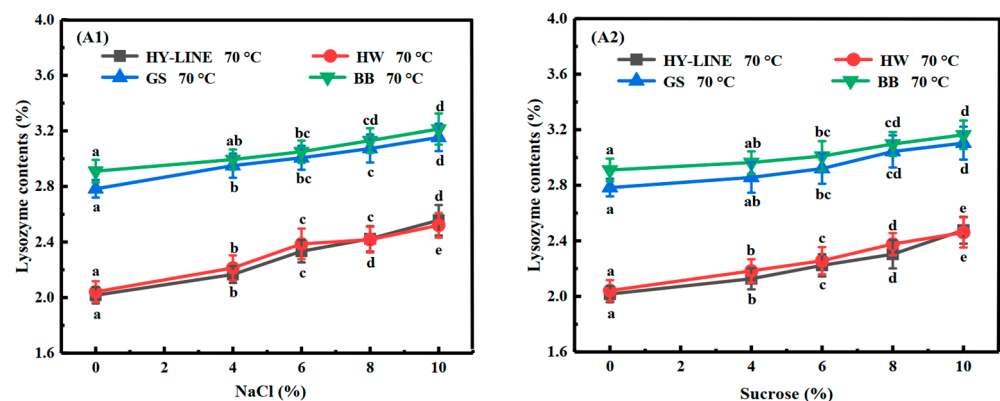 (A1)
HY-LINE 70 °C HW 70 °C
GS 70 °C BB 70 °C
Lysozyme contents (%)
4.0
3.6
3.2
2.8
2.4
2.0
1.6
a ab bc cd d
a b bc c d
a b c c d
a b c d e
0 2 4 6 8 10
NaCl (%)
(A2)
HY-LINE 70 °C HW 70 °C
GS 70 °C BB 70 °C
Lysozyme contents (%)
4.0
3.6
3.2
2.8
2.4
2.0
1.6
a ab bc cd d
a ab bc cd d
a b c d e
a b c d e
0 2 4 6 8 10
Sucrose (%)